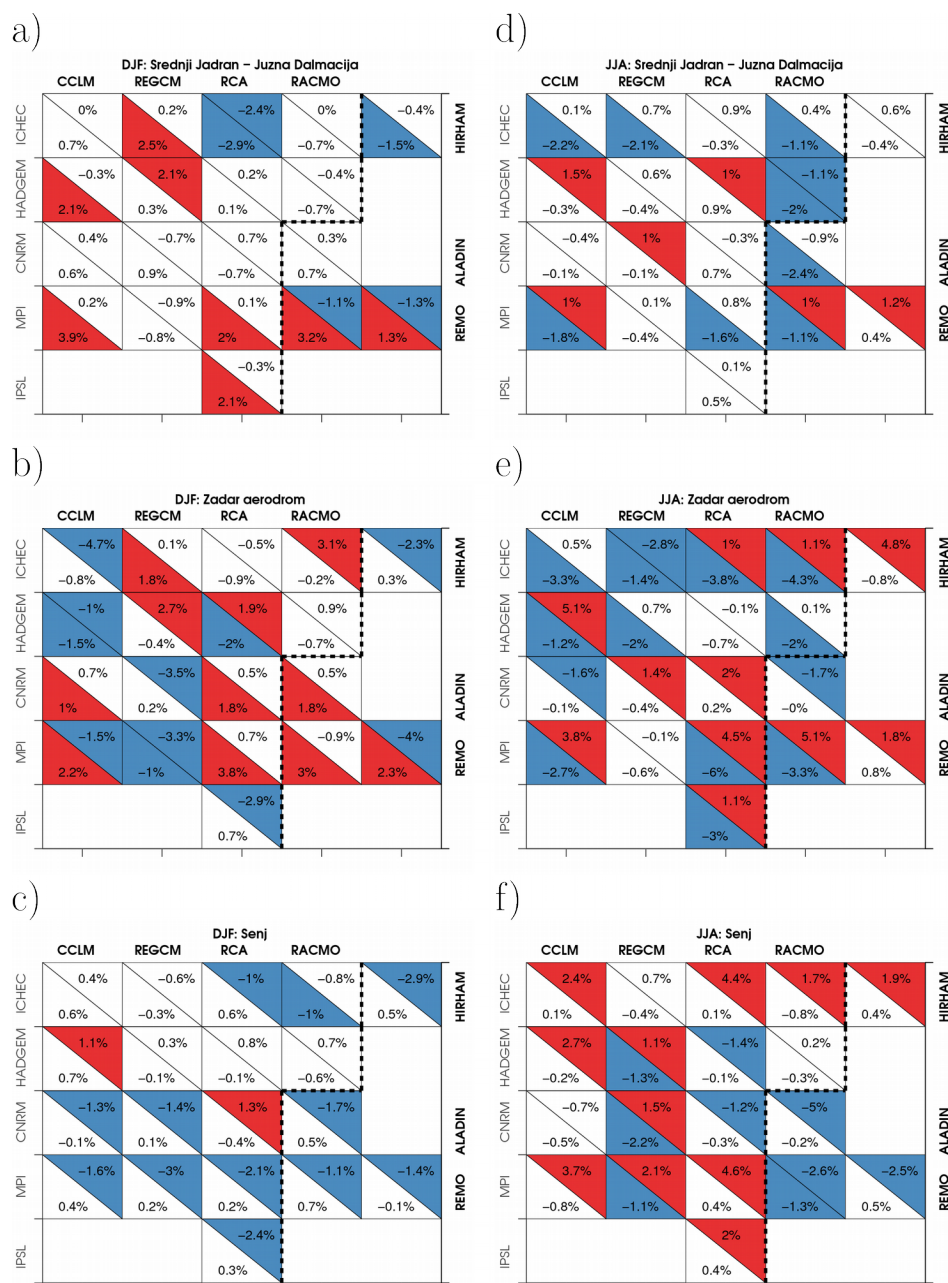 a)
DJF: Srednji Jadran – Juzna Dalmacija
CCLM REGCM RCA RACMO
ICHEC 0% 0.2% −2.4% 0% −0.4% HIRHAM
0.7% 2.5% −2.9% −0.7% −1.5%
HADGEM −0.3% 2.1% 0.2% −0.4%
2.1% 0.3% 0.1% −0.7%
CNRM 0.4% −0.7% 0.7% 0.3% ALADIN
0.6% 0.9% −0.7% 0.7%
MPI 0.2% −0.9% 0.1% −1.1% −1.3% REMO
3.9% −0.8% 2% 3.2% 1.3%
IPSL −0.3%
2.1%
d)
JJA: Srednji Jadran – Juzna Dalmacija
CCLM REGCM RCA RACMO
ICHEC 0.1% 0.7% 0.9% 0.4% 0.6% HIRHAM
−2.2% −2.1% −0.3% −1.1% −0.4%
HADGEM 1.5% 0.6% 1% −1.1%
−0.3% −0.4% 0.9% −2%
CNRM −0.4% 1% −0.3% −0.9% ALADIN
−0.1% −0.1% 0.7% −2.4%
MPI 1% 0.1% 0.8% 1% 1.2% REMO
−1.8% −0.4% −1.6% −1.1% 0.4%
IPSL 0.1%
0.5%
b)
DJF: Zadar aerodrom
CCLM REGCM RCA RACMO
ICHEC −4.7% 0.1% −0.5% 3.1% −2.3% HIRHAM
−0.8% 1.8% −0.9% −0.2% 0.3%
HADGEM −1% 2.7% 1.9% 0.9%
−1.5% −0.4% −2% −0.7%
CNRM 0.7% −3.5% 0.5% 0.5% ALADIN
1% 0.2% 1.8% 1.8%
MPI −1.5% −3.3% 0.7% −0.9% −4% REMO
2.2% −1% 3.8% 3% 2.3%
IPSL −2.9%
0.7%
e)
JJA: Zadar aerodrom
CCLM REGCM RCA RACMO
ICHEC 0.5% −2.8% 1% 1.1% 4.8% HIRHAM
−3.3% −1.4% −3.8% −4.3% −0.8%
HADGEM 5.1% 0.7% −0.1% 0.1%
−1.2% −2% −0.7% −2%
CNRM −1.6% 1.4% 2% −1.7% ALADIN
−0.1% −0.4% 0.2% −0%
MPI 3.8% −0.1% 4.5% 5.1% 1.8% REMO
−2.7% −0.6% −6% −3.3% 0.8%
IPSL 1.1%
−3%
c)
DJF: Senj
CCLM REGCM RCA RACMO
ICHEC 0.4% −0.6% −1% −0.8% −2.9% HIRHAM
0.6% −0.3% 0.6% −1% 0.5%
HADGEM 1.1% 0.3% 0.8% 0.7%
0.7% −0.1% −0.1% −0.6%
CNRM −1.3% −1.4% 1.3% −1.7% ALADIN
−0.1% 0.1% −0.4% 0.5%
MPI −1.6% −3% −2.1% −1.1% −1.4% REMO
0.4% 0.2% 0.2% 0.7% −0.1%
IPSL −2.4%
0.3%
f)
JJA: Senj
CCLM REGCM RCA RACMO
ICHEC 2.4% 0.7% 4.4% 1.7% 1.9% HIRHAM
0.1% −0.4% 0.1% −0.8% 0.4%
HADGEM 2.7% 1.1% −1.4% 0.2%
−0.2% −1.3% −0.1% −0.3%
CNRM −0.7% 1.5% −1.2% −5% ALADIN
−0.5% −2.2% −0.3% −0.2%
MPI 3.7% 2.1% 4.6% −2.6% −2.5% REMO
−0.8% −1.1% 0.4% −1.3% 0.5%
IPSL 2%
0.4%